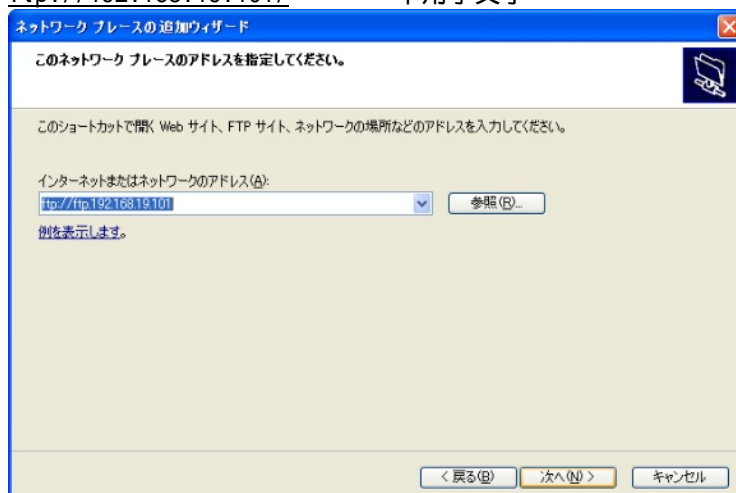 ネットワーク プレースの追加ウィザード
このネットワーク プレースのアドレスを指定してください。
このショートカットで開く Web サイト、FTP サイト、ネットワークの場所などのアドレスを入力してください。
インターネットまたはネットワークのアドレス(A):
ftp://ftp.192.168.19.101
参照(R)...
例を表示します。
< 戻る(B)
次へ(N) >
キャンセル